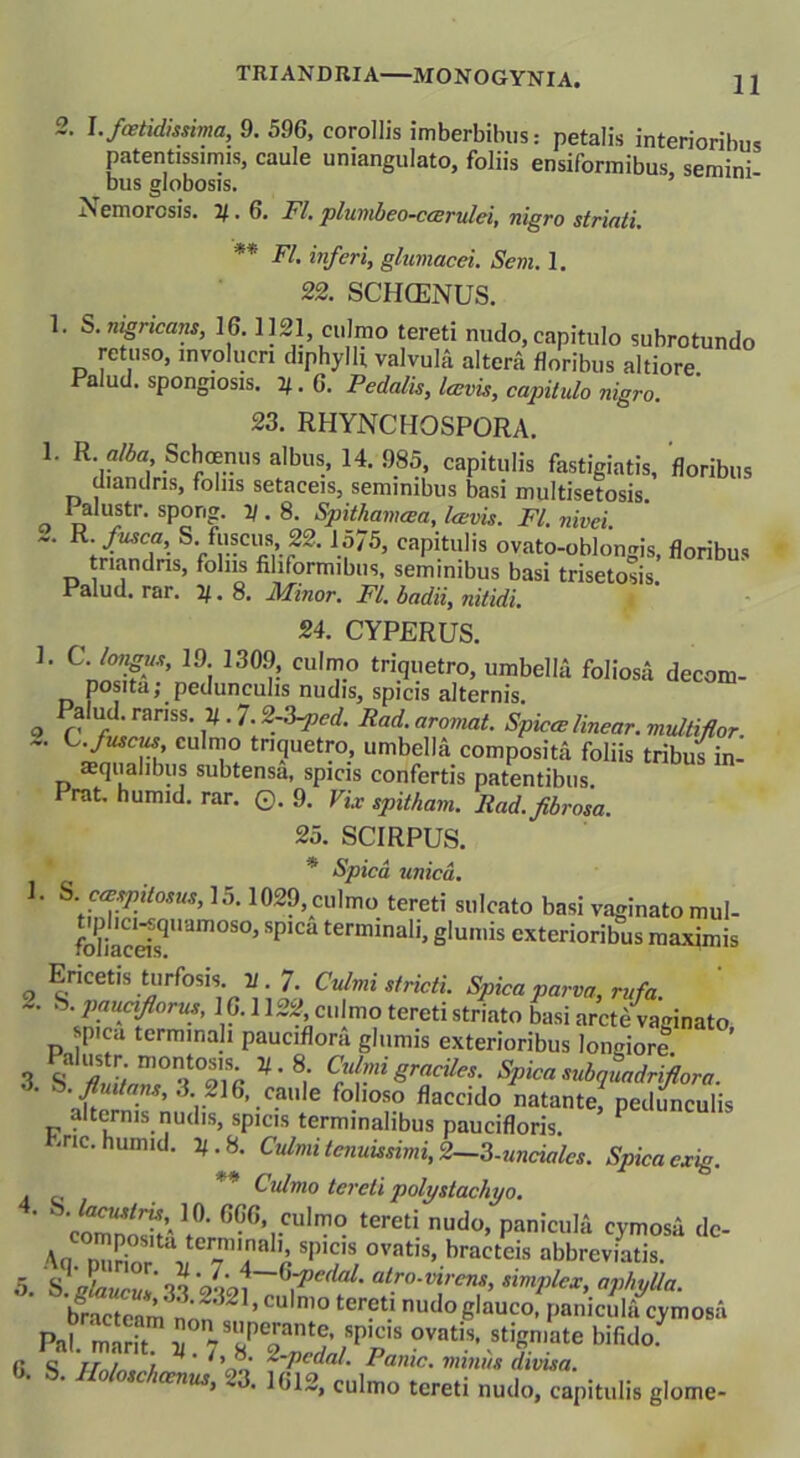 TRIANDRIA—MONOGYNIA. 11
2. I. fœtidissima, 9. 596, corollis imberbibus: petalis interioribus
patentissimis, caule uniangulato, foliis ensiformibus, semini-
bus globosis.
Nemorosis. ♃. 6. Fl. plumbeo-cærulei, nigro striati.
** Fl. inferi, glumacei. Sem. 1.
22. SCHŒNUS.
1. S. nigricans, 16. 1121, culmo tereti nudo, capitulo subrotundo
retuso, involucri diphylli valvulâ alterâ floribus altiore.
Palud. spongiosis. ♃. 6. Pedalis, lævis, capitulo nigro.
23. RHYNCHOSPORA.
1. R. alba, Schœnus albus, 14. 985, capitulis fastigiatis, floribus
diandris, foliis setaceis, seminibus basi multisetosis.
Palustr. spong. ♃. 8. Spithamæa, lævis. Fl. nivei.
2. R. fusca, S. fuscus, 22. 1575, capitulis ovato-oblongis, floribus
triandris, foliis filiformibus, seminibus basi trisetosis.
Palud. rar. ♃. 8. Minor. Fl. badii, nitidi.
24. CYPERUS.
1. C. longus, 19. 1309, culmo triquetro, umbellâ foliosâ decom-
positâ; pedunculis nudis, spicis alternis.
Palud. rariss. ♃. 7. 2-3-ped. Rad. aromat. Spicæ linear. multiflor.
2. C. fuscus, culmo triquetro, umbellâ compositâ foliis tribus in-
æqualibus subtensâ, spicis confertis patentibus.
Prat. humid. rar. ☉. 9. Vix spitham. Rad. fibrosa.
25. SCIRPUS.
* Spicâ unicâ.
1. S. cæspitosus, 15. 1029, culmo tereti sulcato basi vaginato mul-
tiplici-squamoso, spicâ terminali, glumis exterioribus maximis
foliaceis.
Ericetis turfosis. ♃. 7. Culmi stricti. Spica parva, rufa.
2. S. pauciflorus, 16. 1122, culmo tereti striato basi arctè vaginato,
spicâ terminali pauciflorâ glumis exterioribus longiore.
Palustr. montosis. ♃. 8. Culmi graciles. Spica subquadriflora.
3. S. fluitans, 3. 216, caule folioso flaccido natante, pedunculis
alternis nudis, spicis terminalibus paucifloris.
Eric. humid. ♃. 8. Culmi tenuissimi, 2—3-unciales. Spica exig.
** Culmo tereti polystachyo.
4. S. lacustris, 10. 666, culmo tereti nudo, paniculâ cymosâ de-
compositâ terminali, spicis ovatis, bracteis abbreviatis.
Aq. purior. ♃. 7. 4—6-pedal. atro-virens, simplex, aphylla.
5. S. glaucus, 33. 2321, culmo tereti nudo glauco, paniculâ cymosâ
bracteam non superante, spicis ovatis, stigmate bifido.
Pal. marit. ♃. 7, 8. 2-pedal. Panic. minùs divisa.
6. S. Holoschœnus, 23. 1612, culmo tereti nudo, capitulis glome-